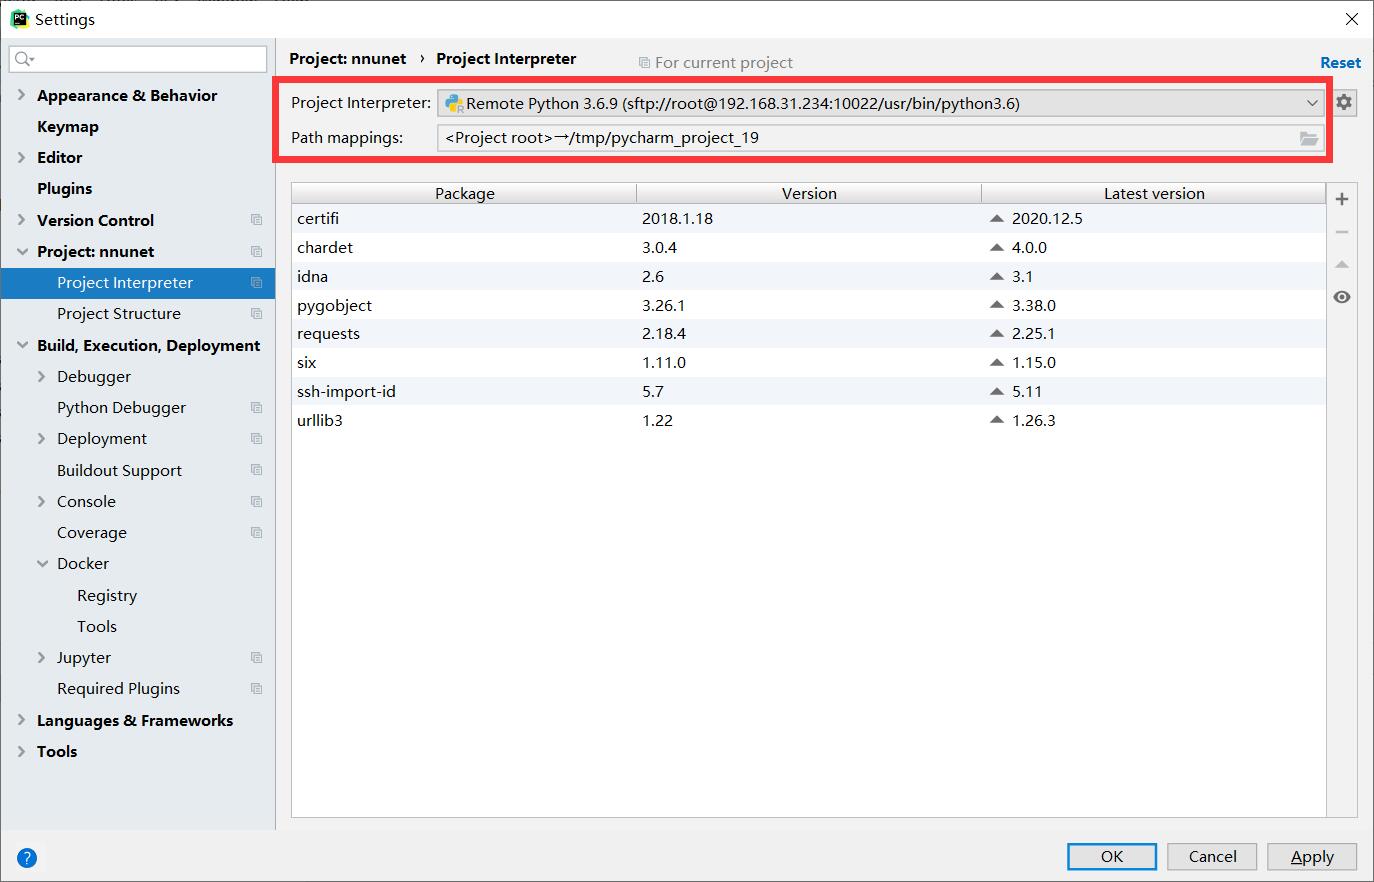 Settings
Project: nnunet › Project Interpreter
For current project
Reset
Appearance & Behavior
Keymap
Editor
Plugins
Version Control
Project: nnunet
Project Interpreter
Project Structure
Build, Execution, Deployment
Debugger
Python Debugger
Deployment
Buildout Support
Console
Coverage
Docker
Registry
Tools
Jupyter
Required Plugins
Languages & Frameworks
Tools
Project Interpreter: Remote Python 3.6.9 (sftp://root@192.168.31.234:10022/usr/bin/python3.6)
Path mappings: <Project root>→/tmp/pycharm_project_19
Package Version Latest version
certifi 2018.1.18 2020.12.5
chardet 3.0.4 4.0.0
idna 2.6 3.1
pygobject 3.26.1 3.38.0
requests 2.18.4 2.25.1
six 1.11.0 1.15.0
ssh-import-id 5.7 5.11
urllib3 1.22 1.26.3
? OK Cancel Apply